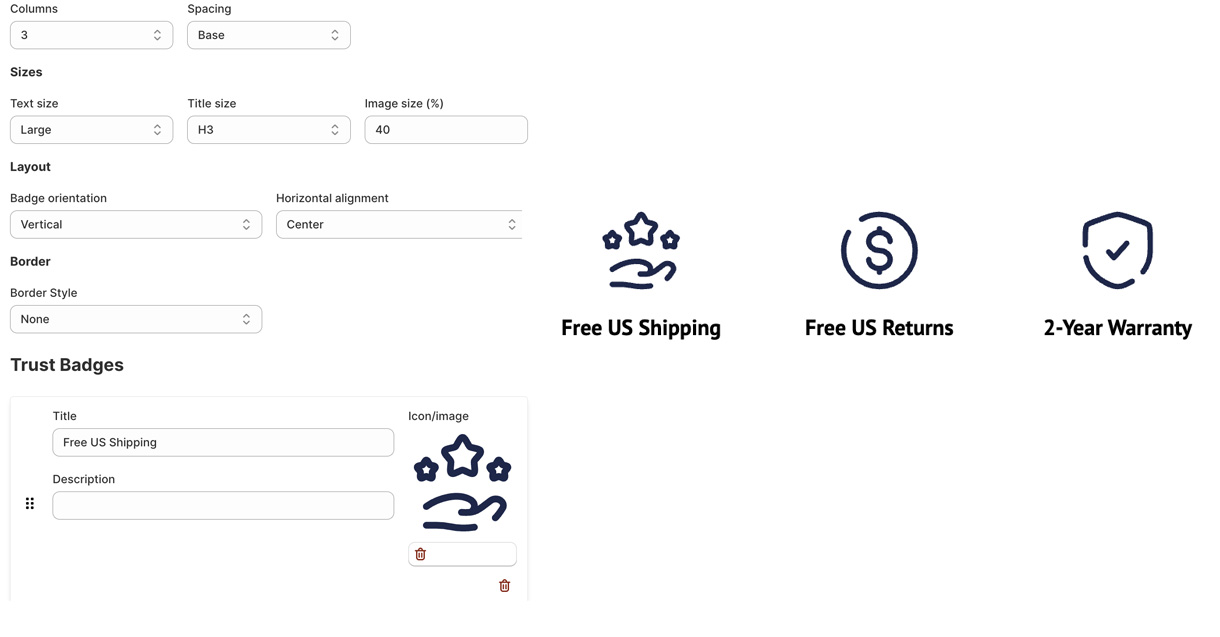 Columns Spacing
3 Base
Sizes
Text size Title size Image size (%)
Large H3 40
Layout
Badge orientation Horizontal alignment
Vertical Center
Border
Border Style
None
Trust Badges
Title Icon/image
Free US Shipping
Description
Free US Shipping Free US Returns 2-Year Warranty